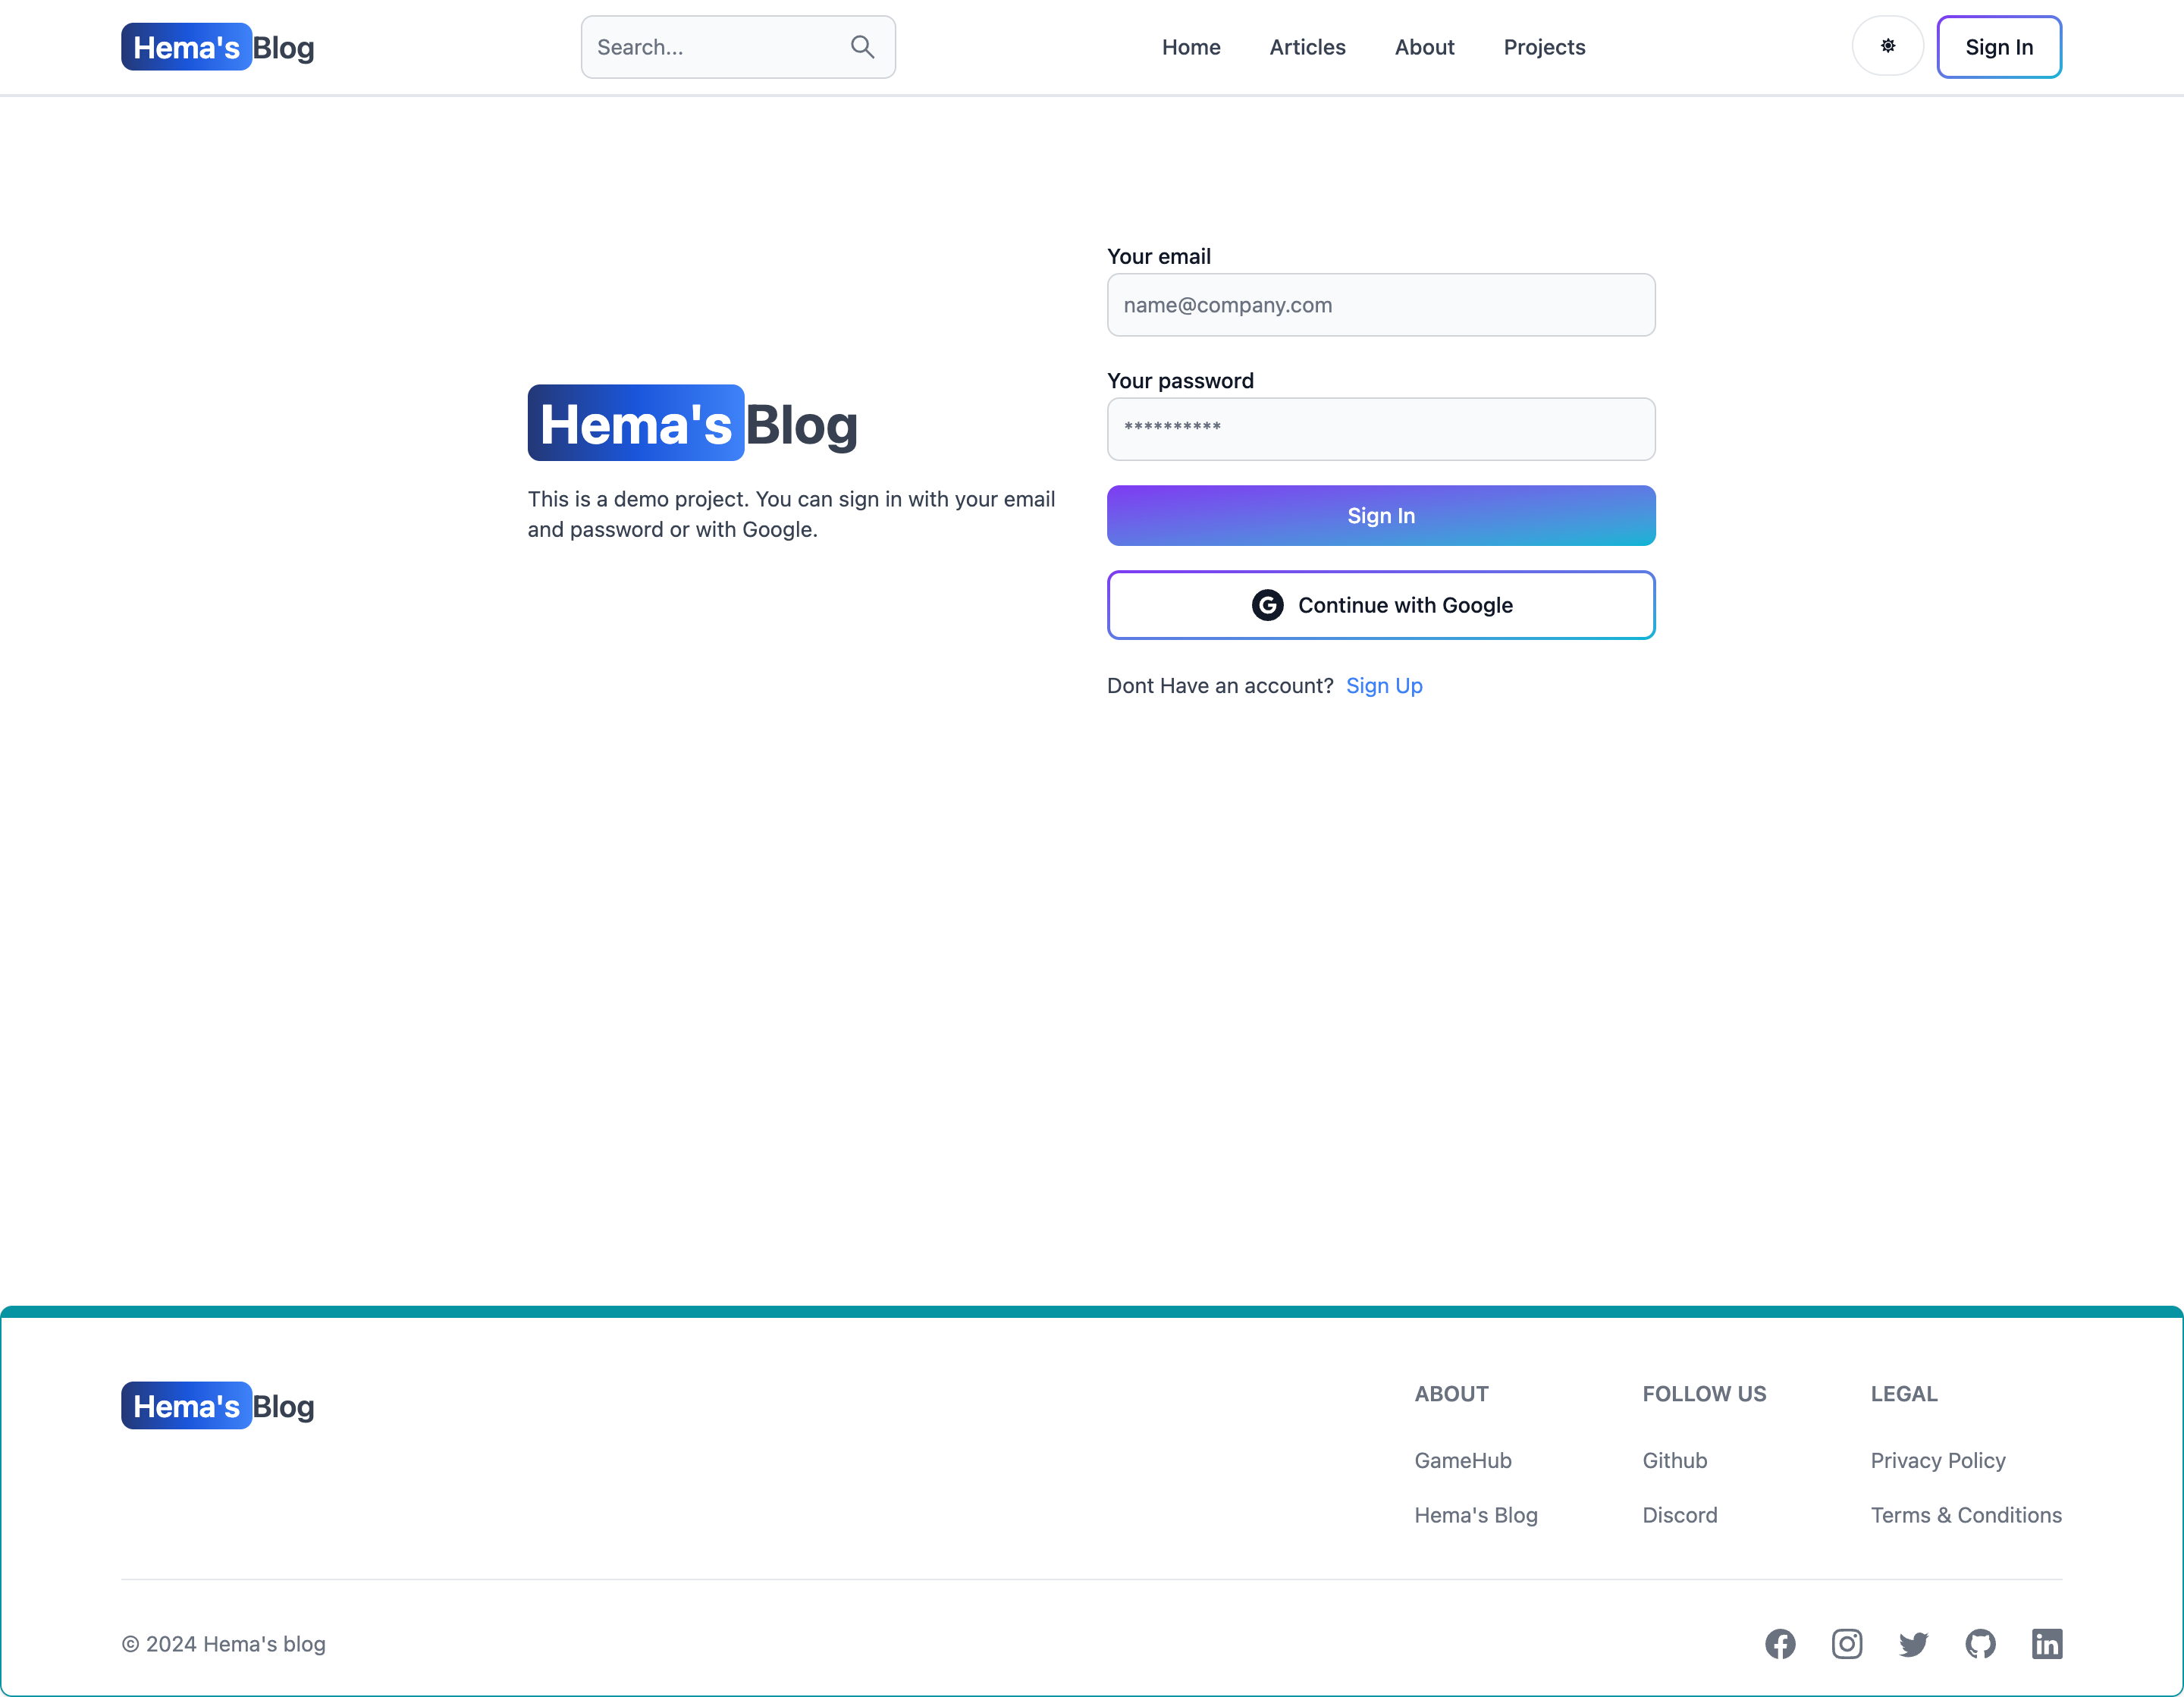 Hema's Blog
Search...
Home Articles About Projects
Sign In
Your email
name@company.com
Your password
**********
Hema's Blog
This is a demo project. You can sign in with your email
and password or with Google.
Sign In
Continue with Google
Dont Have an account? Sign Up
Hema's Blog
ABOUT
GameHub
Hema's Blog
FOLLOW US
Github
Discord
LEGAL
Privacy Policy
Terms & Conditions
© 2024 Hema's blog